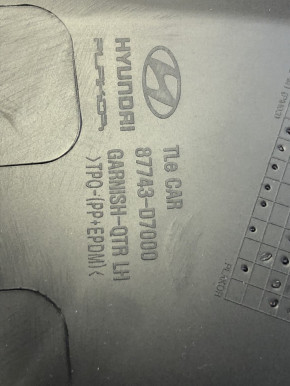 HYUNDAI
TLe CAR
87743-D7000
GARNISH-QTR LH
>TPO-(PP+EPDM)<